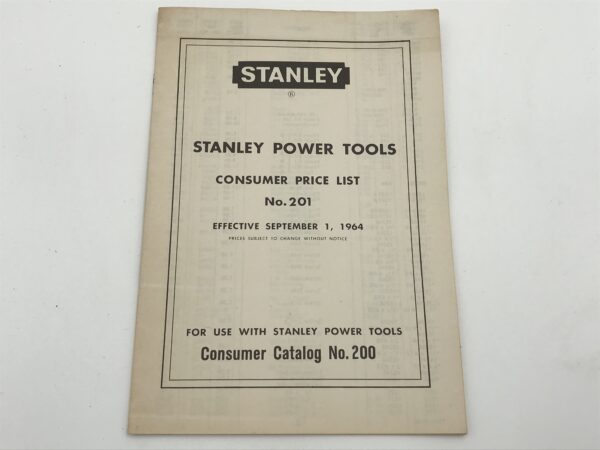 STANLEY
®
STANLEY POWER TOOLS
CONSUMER PRICE LIST
No. 201
EFFECTIVE SEPTEMBER 1, 1964
PRICES SUBJECT TO CHANGE WITHOUT NOTICE
FOR USE WITH STANLEY POWER TOOLS
Consumer Catalog No. 200